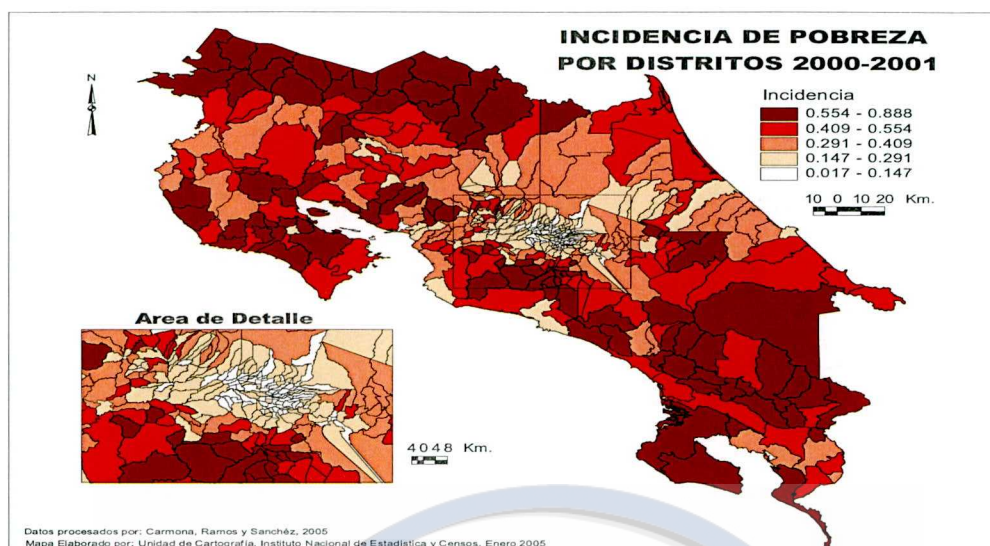 INCIDENCIA DE POBREZA
POR DISTRITOS 2000-2001
N
Incidencia
0.554 - 0.888
0.409 - 0.554
0.291 - 0.409
0.147 - 0.291
0.017 - 0.147
10 0 10 20 Km.
Area de Detalle
4 0 4 8 Km.
Datos procesados por: Carmona, Ramos y Sanchéz, 2005
Mapa Elaborado por: Unidad de Cartografía, Instituto Nacional de Estadística y Censos, Enero 2005